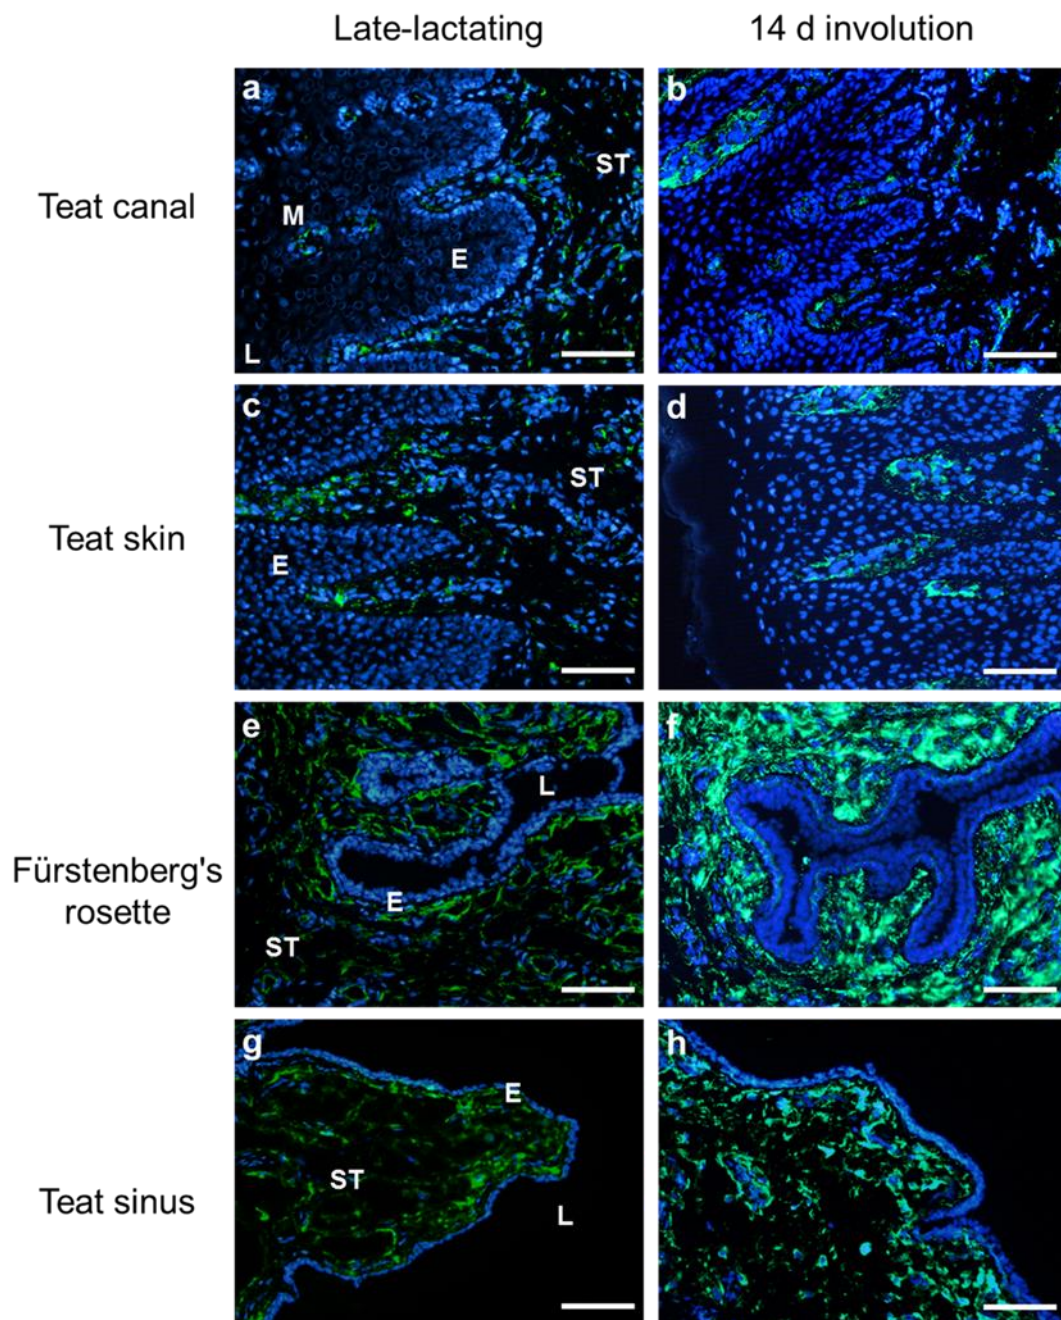 Late-lactating 14 d involution
Teat canal
a
ST
M
E
L
b
Teat skin
c
ST
E
d
Fürstenberg's
rosette
e
L
E
ST
f
Teat sinus
g
E
ST
L
h